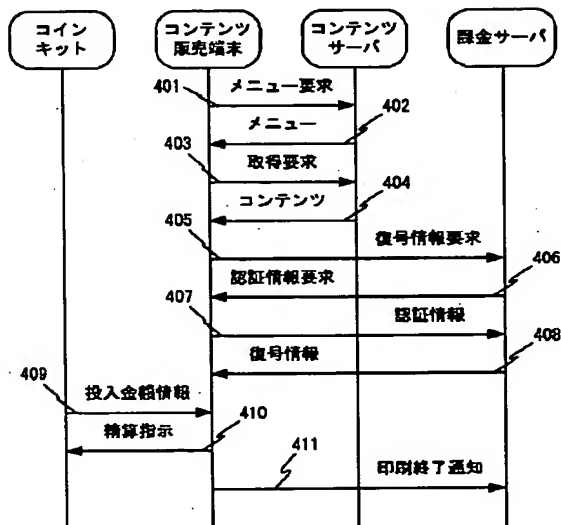 コイン
キット
コンテンツ
販売端末
コンテンツ
サーバ
課金サーバ
401
メニュー要求
メニュー
402
403
取得要求
コンテンツ
404
405
復号情報要求
認証情報要求
406
407
認証情報
復号情報
408
409
投入金額情報
精算指示
410
411
印刷終了通知